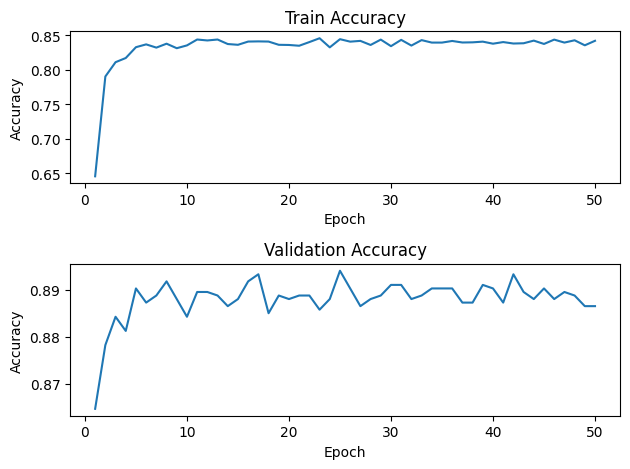 Train Accuracy
0.85
0.80
0.75
0.70
0.65
Accuracy
0 10 20 30 40 50
Epoch
Validation Accuracy
0.89
0.88
0.87
Accuracy
0 10 20 30 40 50
Epoch